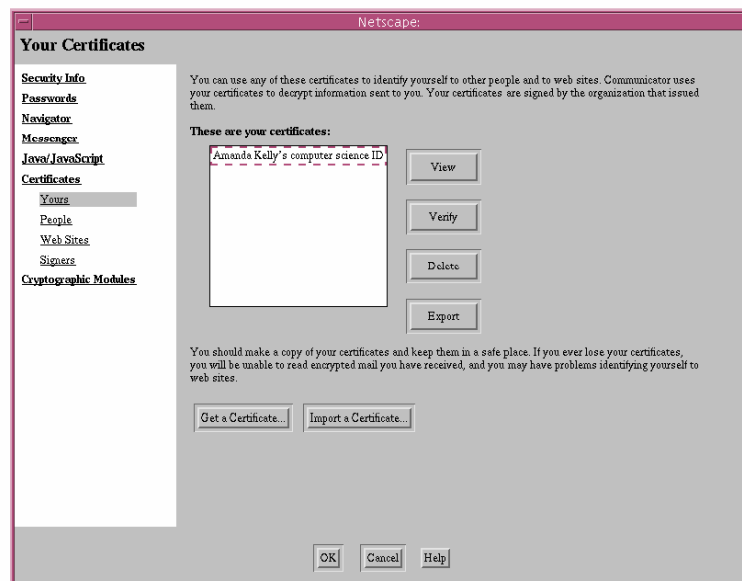 Netscape:
Your Certificates
Security Info
Passwords
Navigator
Messenger
Java/JavaScript
Certificates
Yours
People
Web Sites
Signers
Cryptographic Modules
You can use any of these certificates to identify yourself to other people and to web sites. Communicator uses
your certificates to decrypt information sent to you. Your certificates are signed by the organization that issued
them.
These are your certificates:
Amanda Kelly's computer science ID
View
Verify
Delete
Export
You should make a copy of your certificates and keep them in a safe place. If you ever lose your certificates,
you will be unable to read encrypted mail you have received, and you may have problems identifying yourself to
web sites.
Get a Certificate...
Import a Certificate...
OK
Cancel
Help